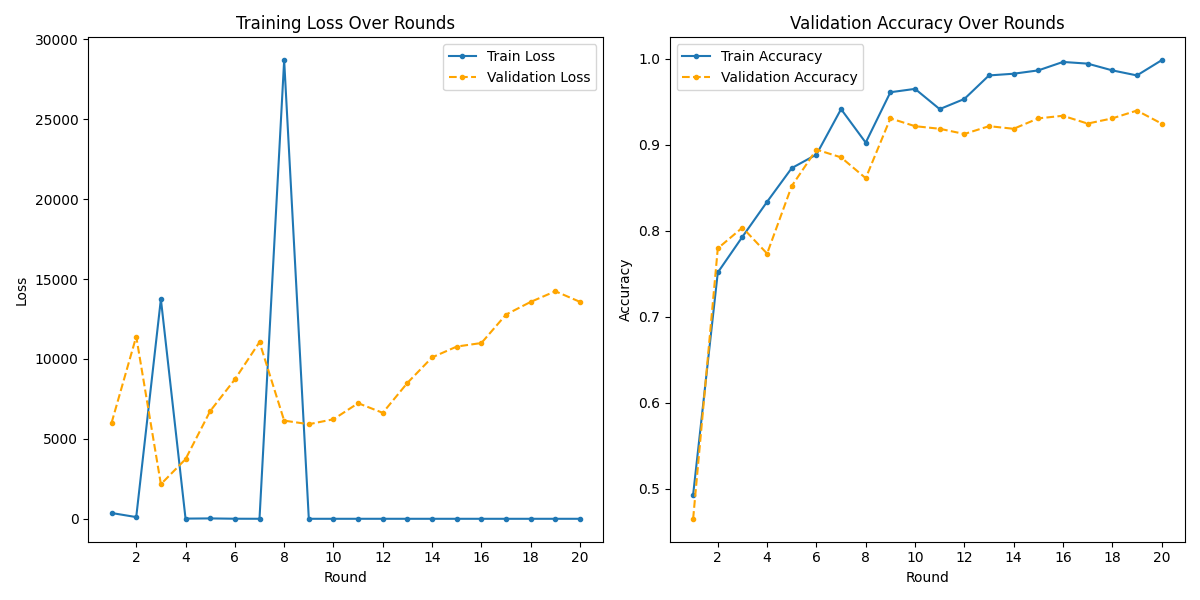 Training Loss Over Rounds
Train Loss
Validation Loss
30000
25000
20000
15000
10000
5000
0
Loss
2 4 6 8 10 12 14 16 18 20
Round
Validation Accuracy Over Rounds
Train Accuracy
Validation Accuracy
1.0
0.9
0.8
0.7
0.6
0.5
Accuracy
2 4 6 8 10 12 14 16 18 20
Round